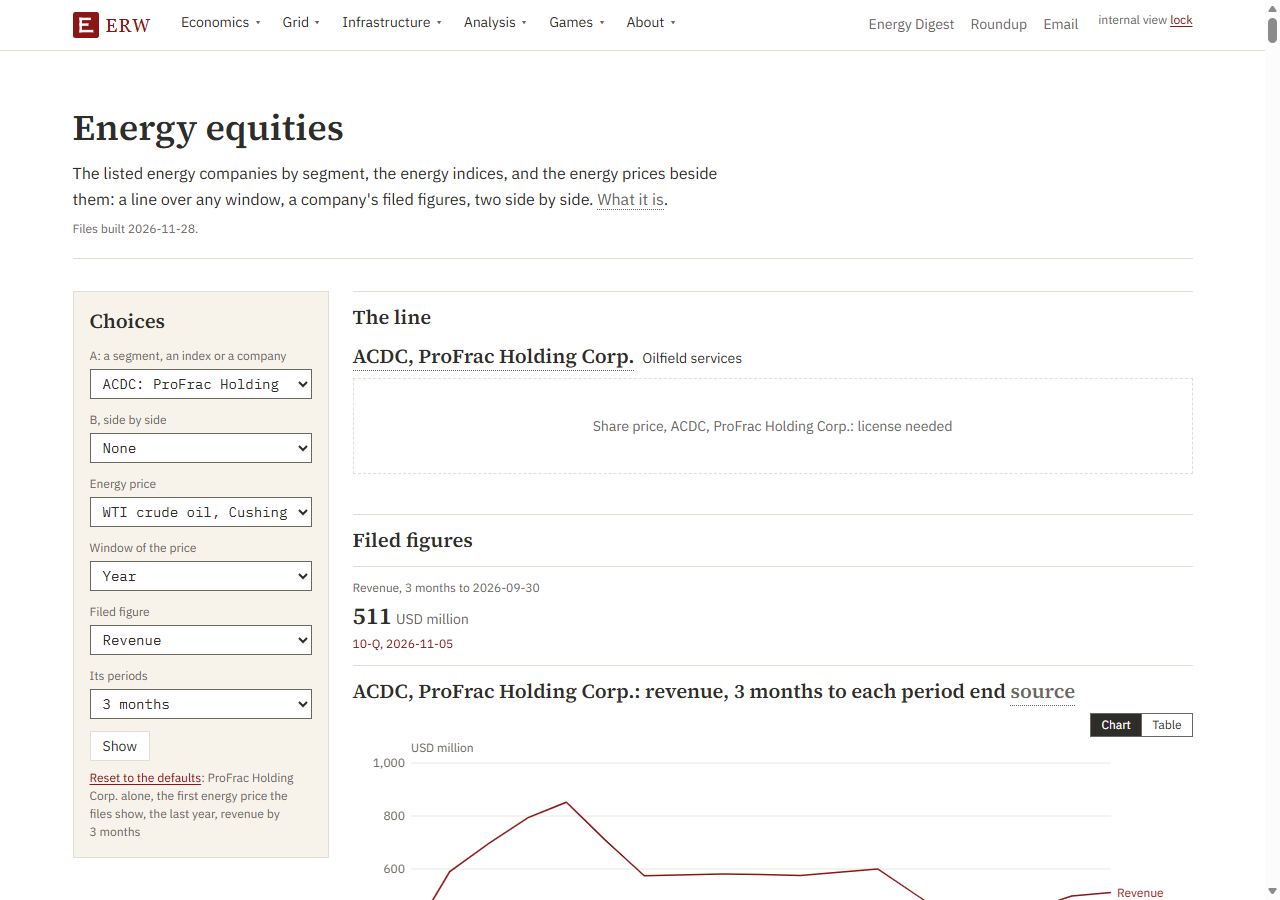 E ERW Economics Grid Infrastructure Analysis Games About Energy Digest Roundup Email internal view lock
Energy equities
The listed energy companies by segment, the energy indices, and the energy prices beside
them: a line over any window, a company's filed figures, two side by side. What it is.
Files built 2026-11-28.
Choices
A: a segment, an index or a company
ACDC: ProFrac Holding
B, side by side
None
Energy price
WTI crude oil, Cushing
Window of the price
Year
Filed figure
Revenue
Its periods
3 months
Show
Reset to the defaults: ProFrac Holding
Corp. alone, the first energy price the
files show, the last year, revenue by
3 months
The line
ACDC, ProFrac Holding Corp. Oilfield services
Share price, ACDC, ProFrac Holding Corp.: license needed
Filed figures
Revenue, 3 months to 2026-09-30
511 USD million
10-Q, 2026-11-05
ACDC, ProFrac Holding Corp.: revenue, 3 months to each period end source
Chart Table
USD million
1,000
800
600
Revenue